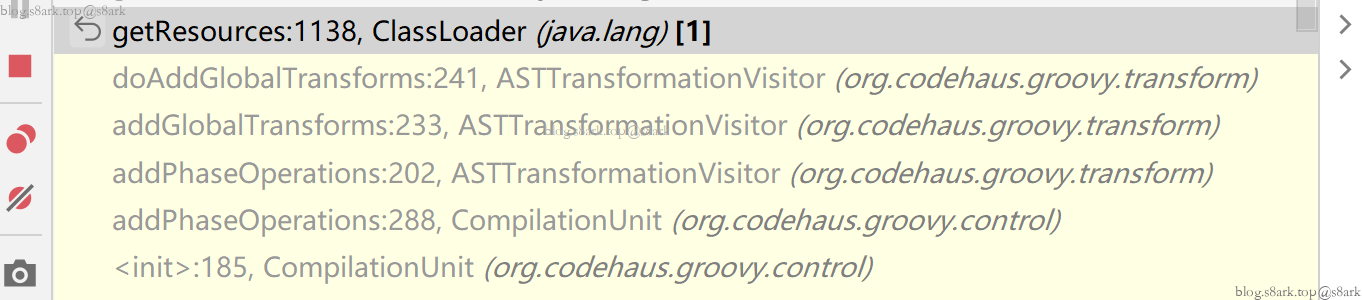 blog.s8ark.top@s8ark
getResources:1138, ClassLoader (java.lang) [1]
doAddGlobalTransforms:241, ASTTransformationVisitor (org.codehaus.groovy.transform)
addGlobalTransforms:233, ASTTransformationVisitor (org.codehaus.groovy.transform)
blog.s8ark.top@s8ark
addPhaseOperations:202, ASTTransformationVisitor (org.codehaus.groovy.transform)
addPhaseOperations:288, CompilationUnit (org.codehaus.groovy.control)
<init>:185, CompilationUnit (org.codehaus.groovy.control)
blog.s8ark.top@s8ark